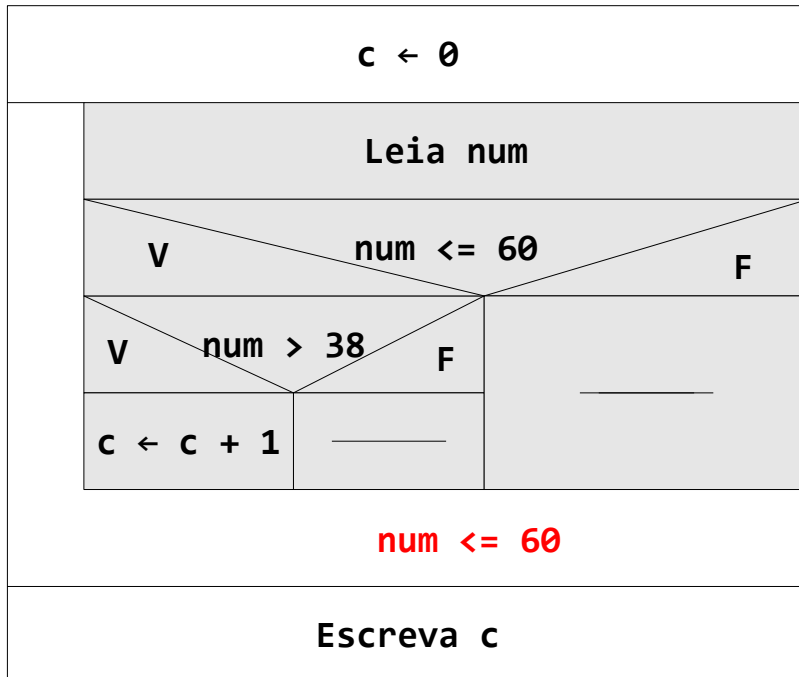 c ← 0
Leia num
V num <= 60 F
V num > 38 F
c ← c + 1
num <= 60
Escreva c